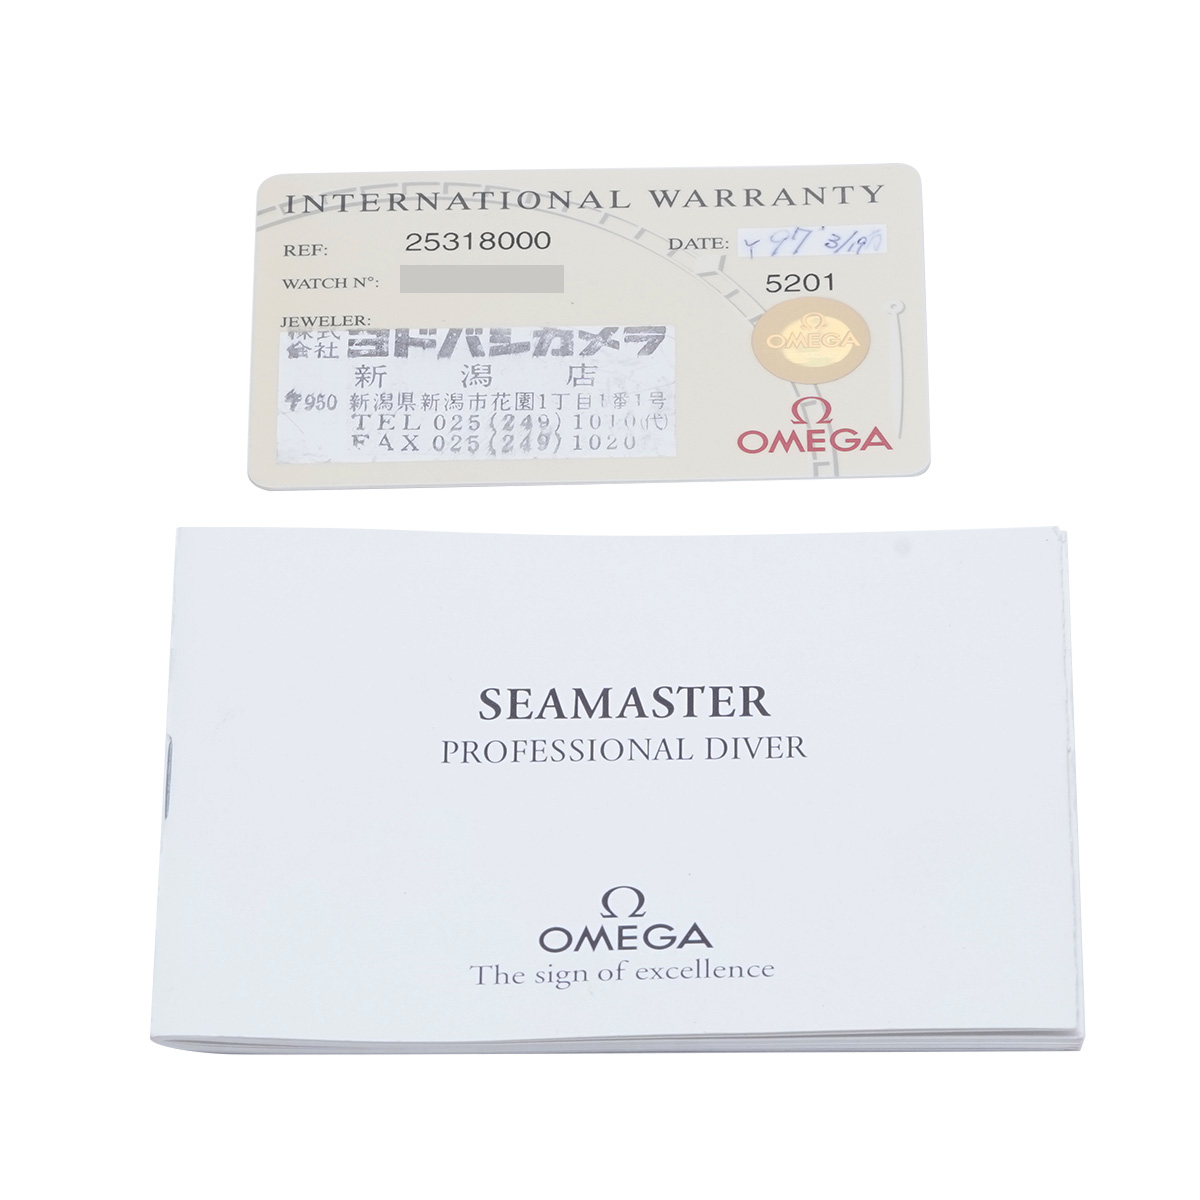 INTERNATIONAL WARRANTY
REF: 25318000 DATE: '97 3/19
WATCH N°:
5201
JEWELER:
株式会社 ヨドバシカメラ
新潟店
〒950 新潟県新潟市花園1丁目1番1号
TEL 025(249)1010(代)
FAX 025(249)1020
Ω
OMEGA
Ω
OMEGA
SEAMASTER
PROFESSIONAL DIVER
Ω
OMEGA
The sign of excellence